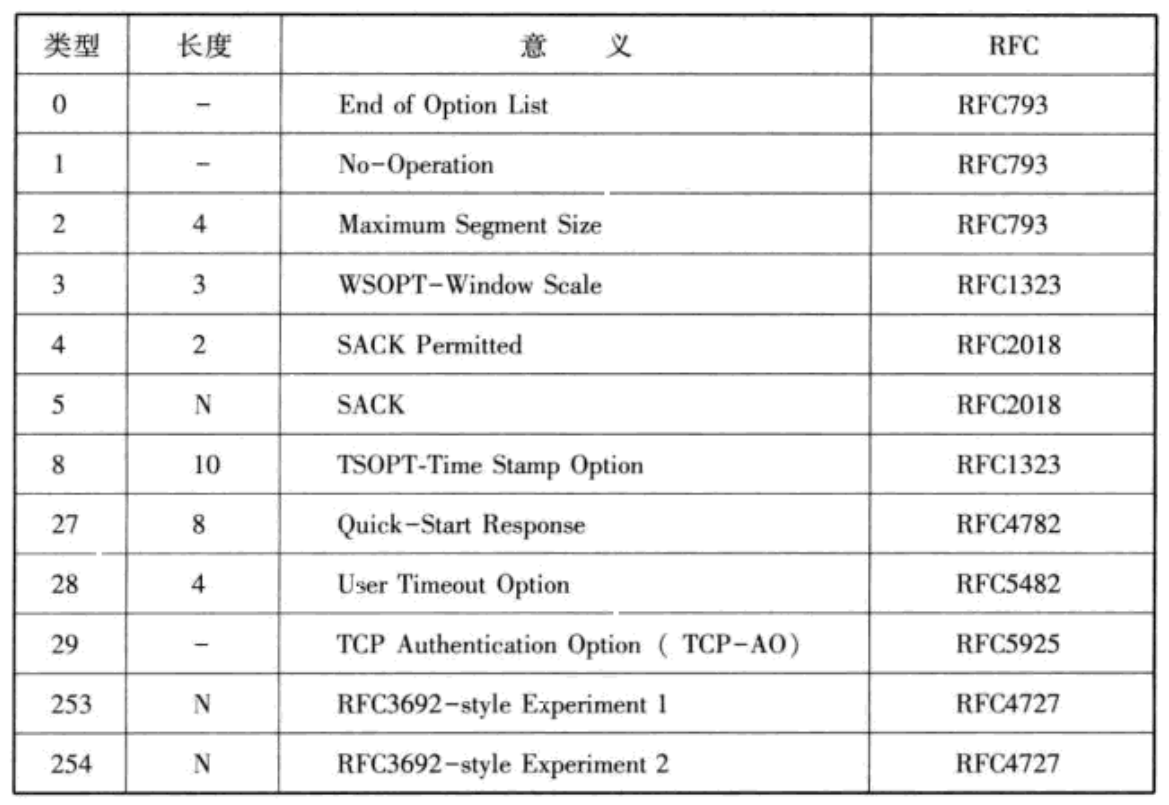 类型 长度 意 义 RFC
0 - End of Option List RFC793
1 - No-Operation RFC793
2 4 Maximum Segment Size RFC793
3 3 WSOPT-Window Scale RFC1323
4 2 SACK Permitted RFC2018
5 N SACK RFC2018
8 10 TSOPT-Time Stamp Option RFC1323
27 8 Quick-Start Response RFC4782
28 4 User Timeout Option RFC5482
29 - TCP Authentication Option ( TCP-AO) RFC5925
253 N RFC3692-style Experiment 1 RFC4727
254 N RFC3692-style Experiment 2 RFC4727